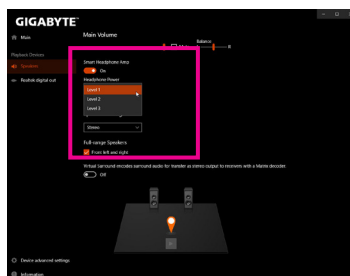 GIGABYTE™
Main
Main Volume
Balance
R
Playback Devices
Speakers
Realtek digital out
Smart Headphone Amp
On
Headphone Power
Level 1
Level 2
Level 3
Stereo
Full-range Speakers
Front left and right
Virtual Surround encodes surround audio for transfer as stereo output to receivers with a Matrix decoder.
Off
Device advanced settings
Information